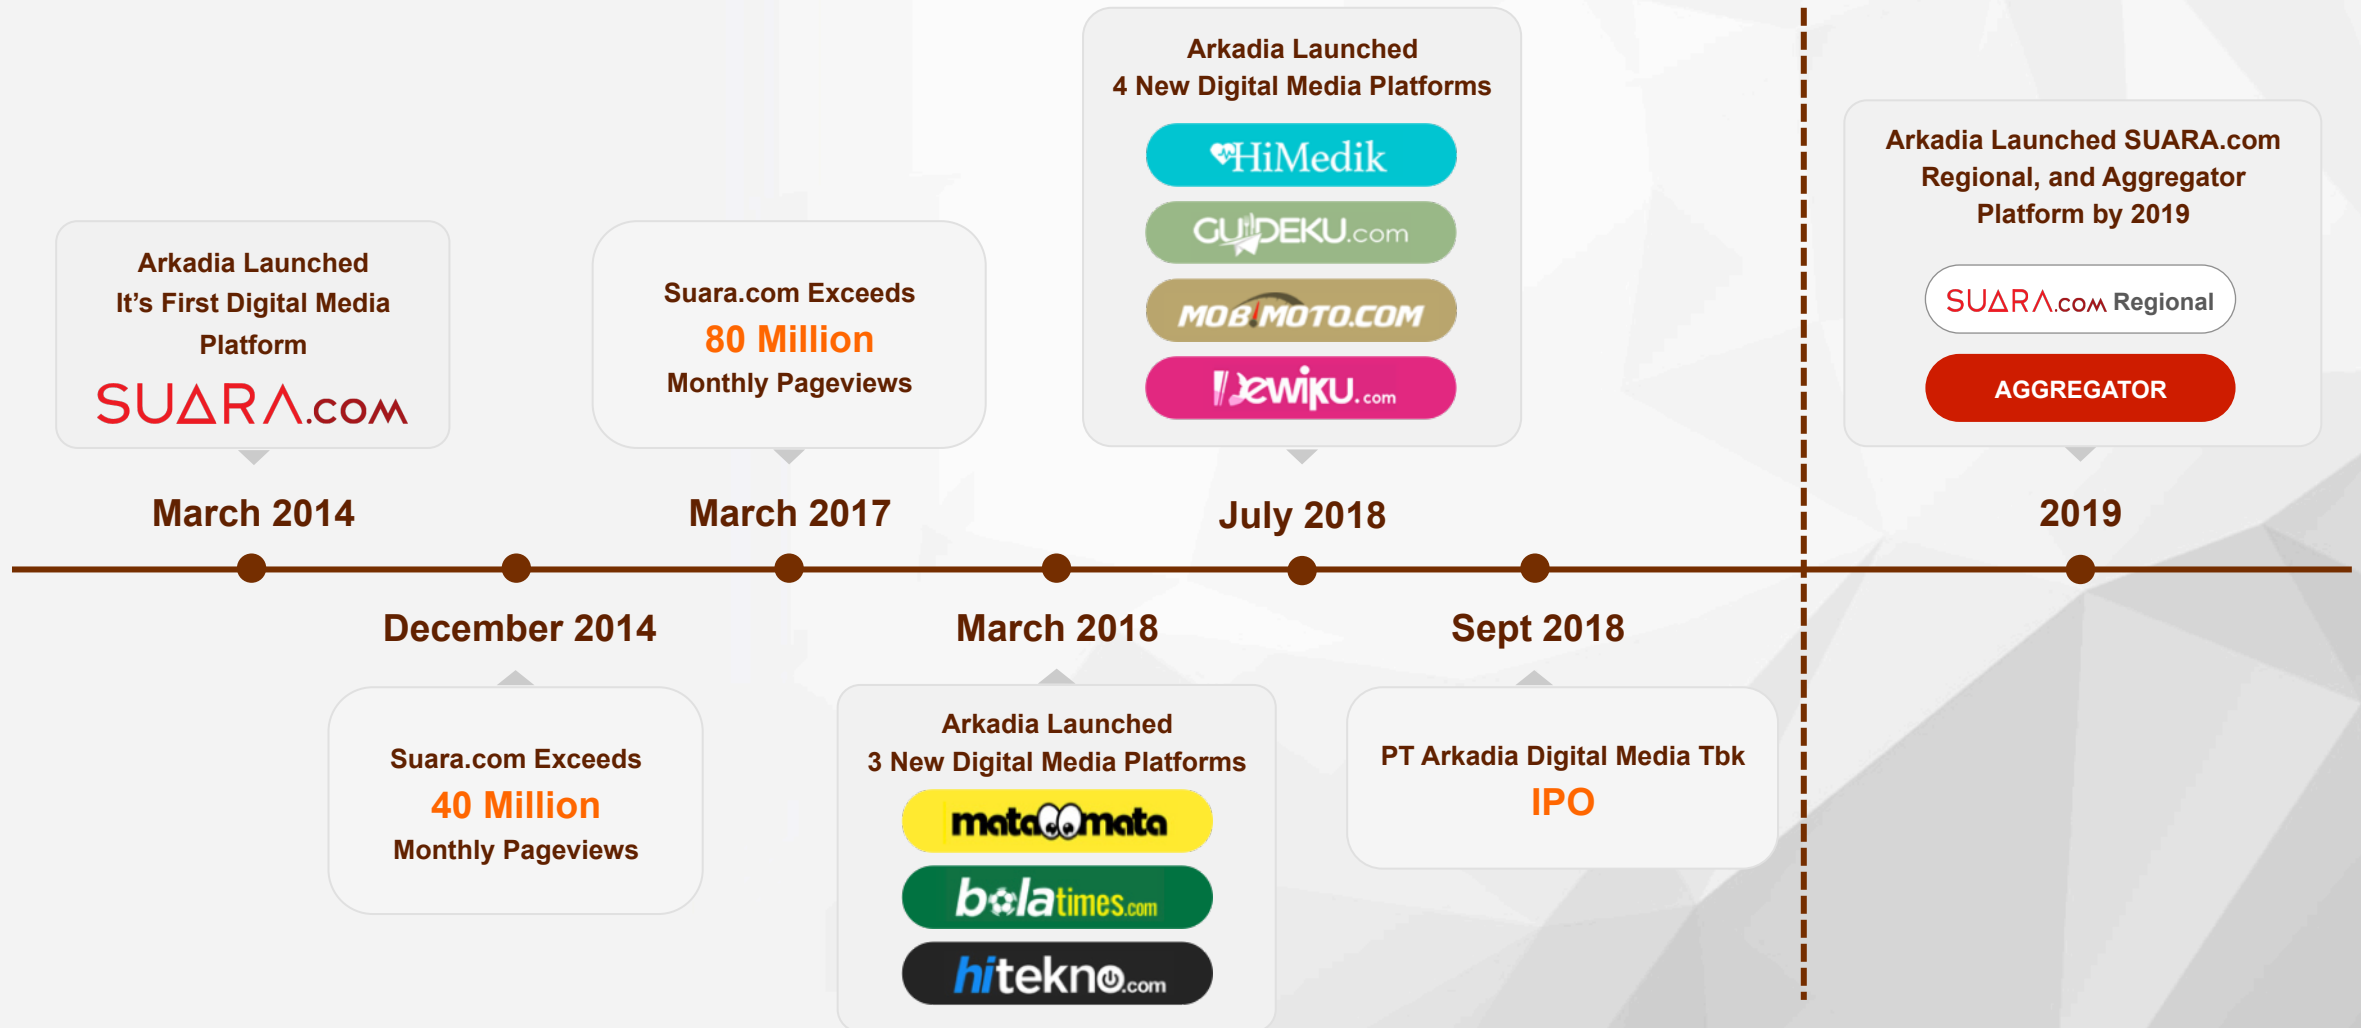 Arkadia Launched
It’s First Digital Media
Platform
SUARA.com
March 2014
December 2014
Suara.com Exceeds
40 Million
Monthly Pageviews
Suara.com Exceeds
80 Million
Monthly Pageviews
March 2017
March 2018
Arkadia Launched
3 New Digital Media Platforms
matamata
bolatimes.com
hitekno.com
Arkadia Launched
4 New Digital Media Platforms
HiMedik
GUIDEKU.com
MOBIMOTO.COM
DEWIKU.com
July 2018
Sept 2018
PT Arkadia Digital Media Tbk
IPO
Arkadia Launched SUARA.com
Regional, and Aggregator
Platform by 2019
SUARA.com Regional
AGGREGATOR
2019